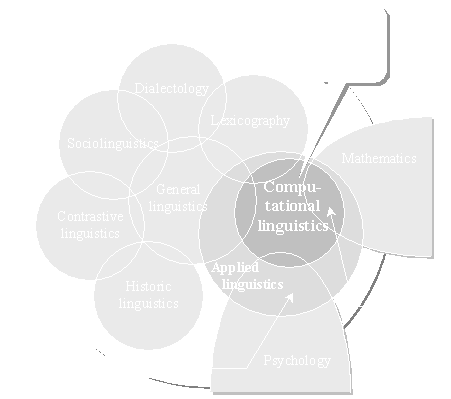 Dialectology
Lexicography
Sociolinguistics
Mathematics
General
linguistics
Compu-
tational
linguistics
Contrastive
linguistics
Applied
linguistics
Historic
linguistics
Psychology